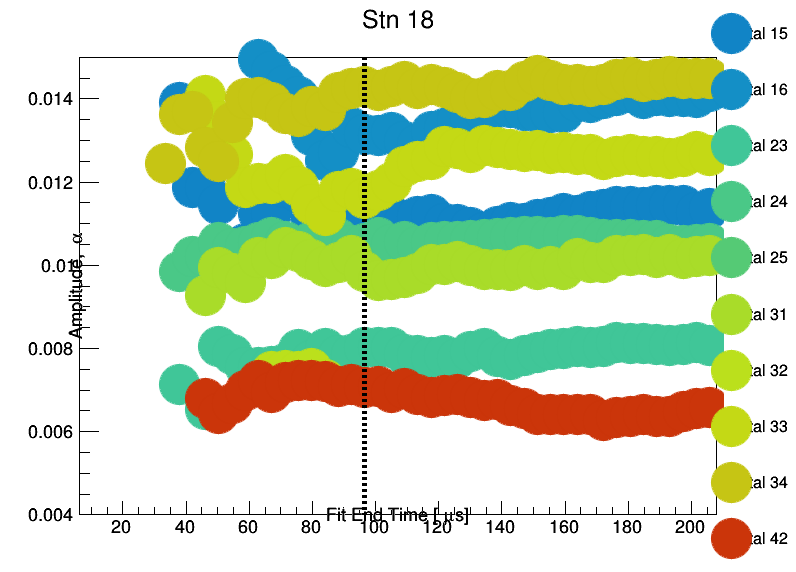 Stn 18
Amplitude, α
0.014
0.012
0.01
0.008
0.006
0.004
20 40 60 80 100 120 140 160 180 200
Fit End Time [ μs]
tal 15
tal 16
tal 23
tal 24
tal 25
tal 31
tal 32
tal 33
tal 34
tal 42